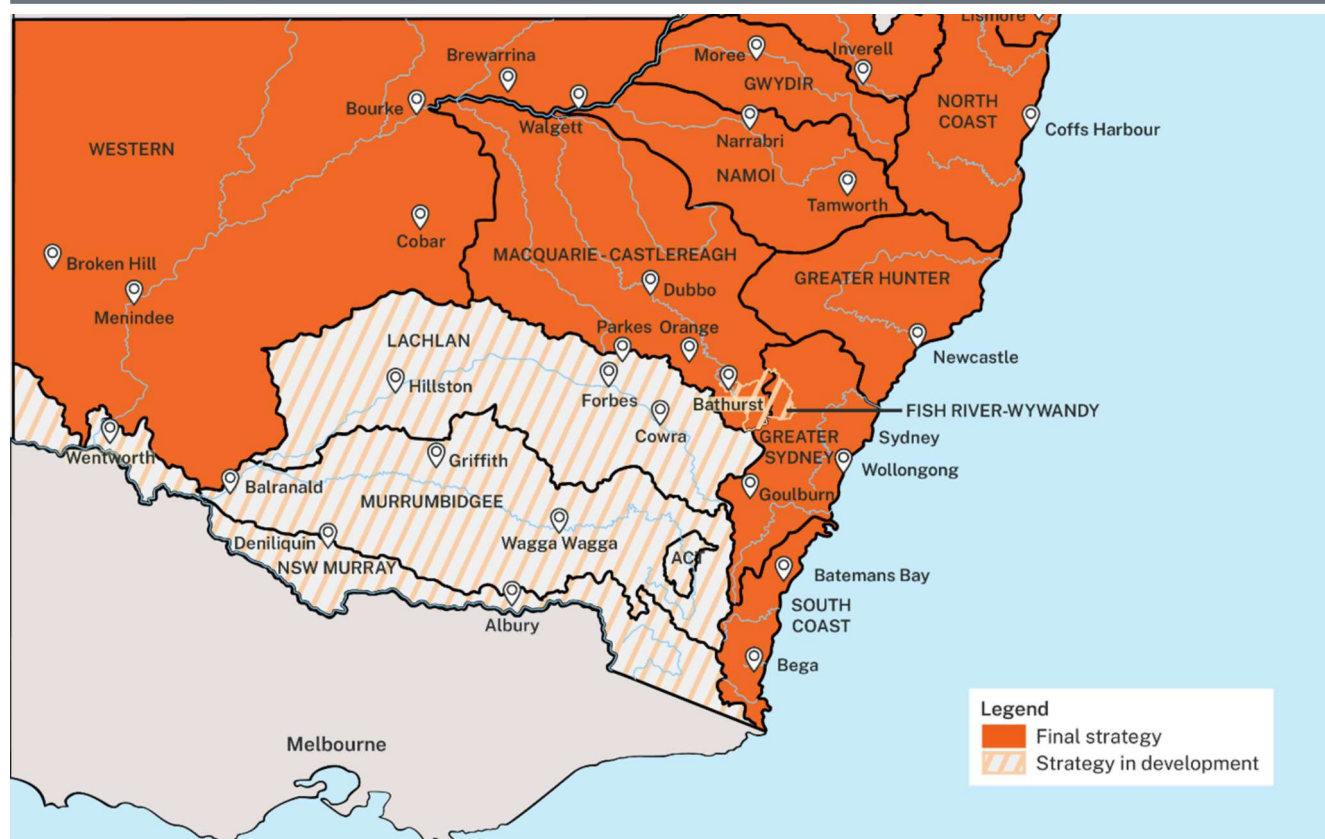 Lismore
Brewarrina
Moree
Inverell
GWYDIR
Bourke
NORTH
COAST
Walgett
Narrabri
Coffs Harbour
WESTERN
NAMOI
Tamworth
Cobar
MACQUARIE - CASTLEREAGH
Broken Hill
Dubbo
GREATER HUNTER
Menindee
LACHLAN
Parkes
Orange
Newcastle
Hillston
Forbes
Bathurst
FISH RIVER-WYWANDY
Cowra
GREATER
SYDNEY
Sydney
Wentworth
Griffith
Wollongong
Balranald
MURRUMBIDGEE
Goulburn
Deniliquin
Wagga Wagga
NSW MURRAY
ACT
Batemans Bay
Albury
SOUTH
COAST
Bega
Melbourne
Legend
Final strategy
Strategy in development